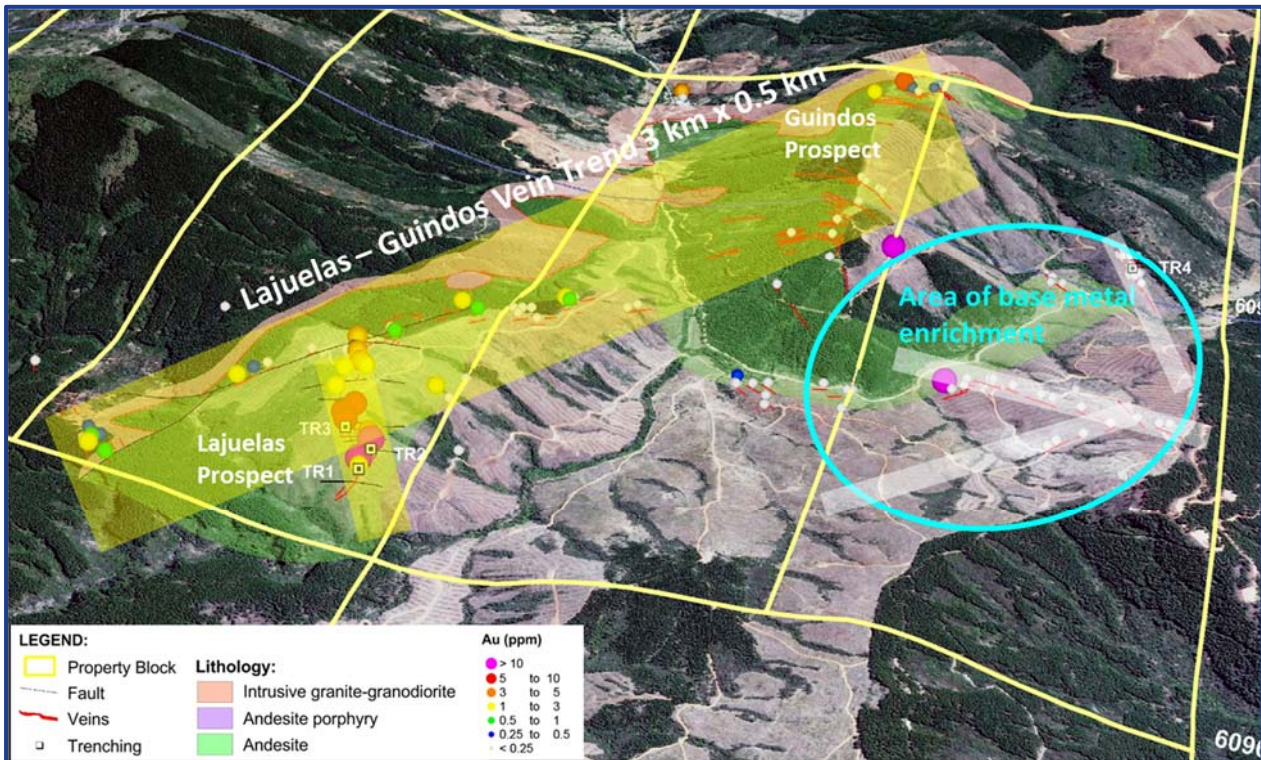 Lajuelas – Guindos Vein Trend 3 km x 0.5 km
Guindos
Prospect
TR4
Area of base metal
enrichment
609
Lajuelas
Prospect
TR3
TR2
TR1
LEGEND:
Property Block
Fault
Veins
Trenching
Lithology:
Intrusive granite-granodiorite
Andesite porphyry
Andesite
Au (ppm)
> 10
5 to 10
3 to 5
1 to 3
0.5 to 1
0.25 to 0.5
< 0.25
6096